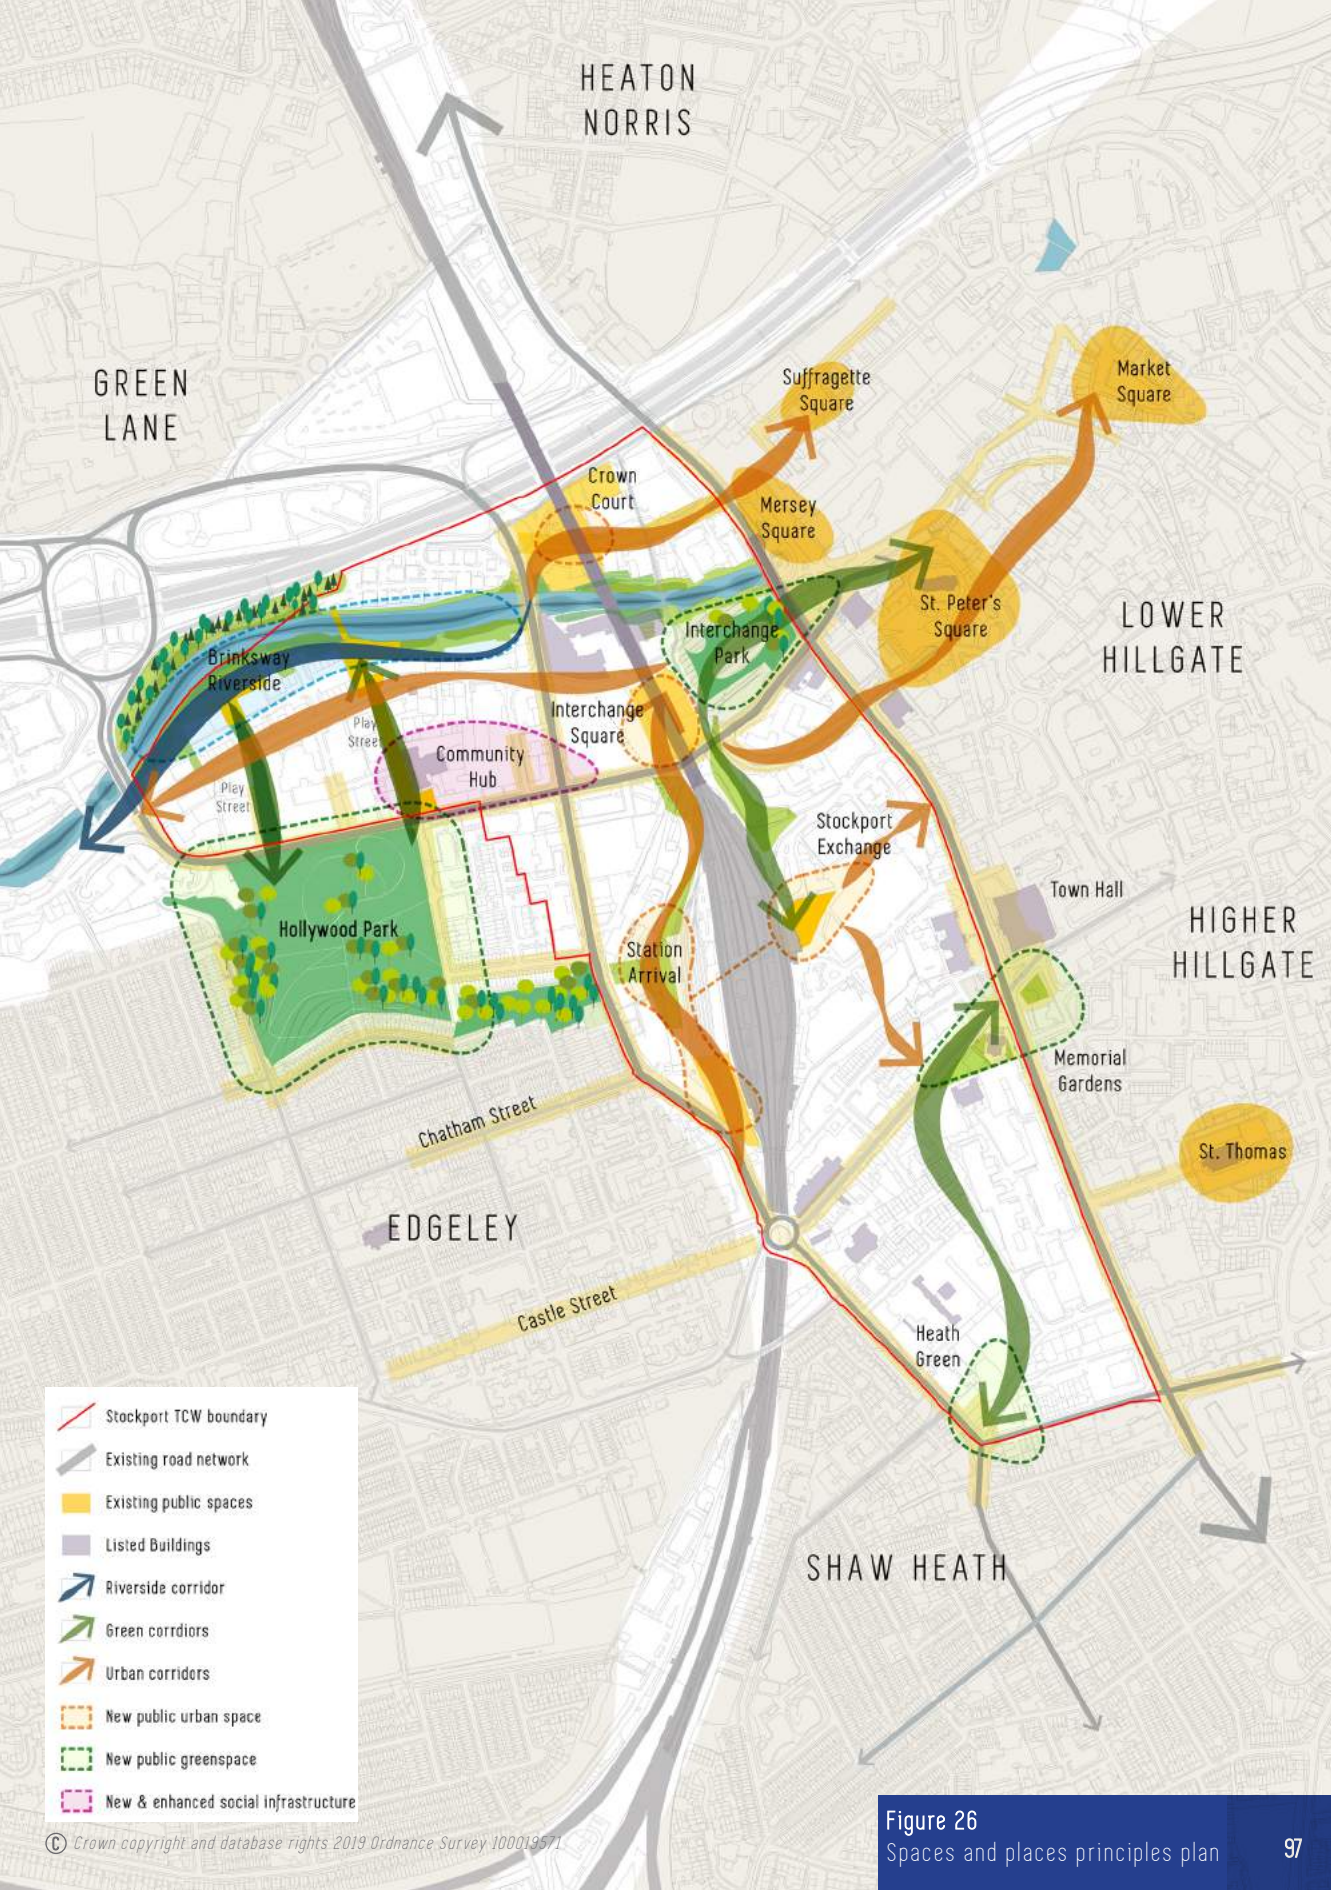 HEATON
NORRIS
GREEN
LANE
Suffragette
Square
Market
Square
Crown
Court
Mersey
Square
St. Peter's
Square
LOWER
HILLGATE
Interchange
Park
Brinksway
Riverside
Interchange
Square
Play
Street
Community
Hub
Play
Street
Stockport
Exchange
Town Hall
HIGHER
HILLGATE
Hollywood Park
Station
Arrival
Memorial
Gardens
Chatham Street
St. Thomas
EDGELEY
Castle Street
Heath
Green
SHAW HEATH
Stockport TCW boundary
Existing road network
Existing public spaces
Listed Buildings
Riverside corridor
Green corrdiors
Urban corridors
New public urban space
New public greenspace
New & enhanced social infrastructure
© Crown copyright and database rights 2019 Ordnance Survey 100019571
Figure 26
Spaces and places principles plan
97